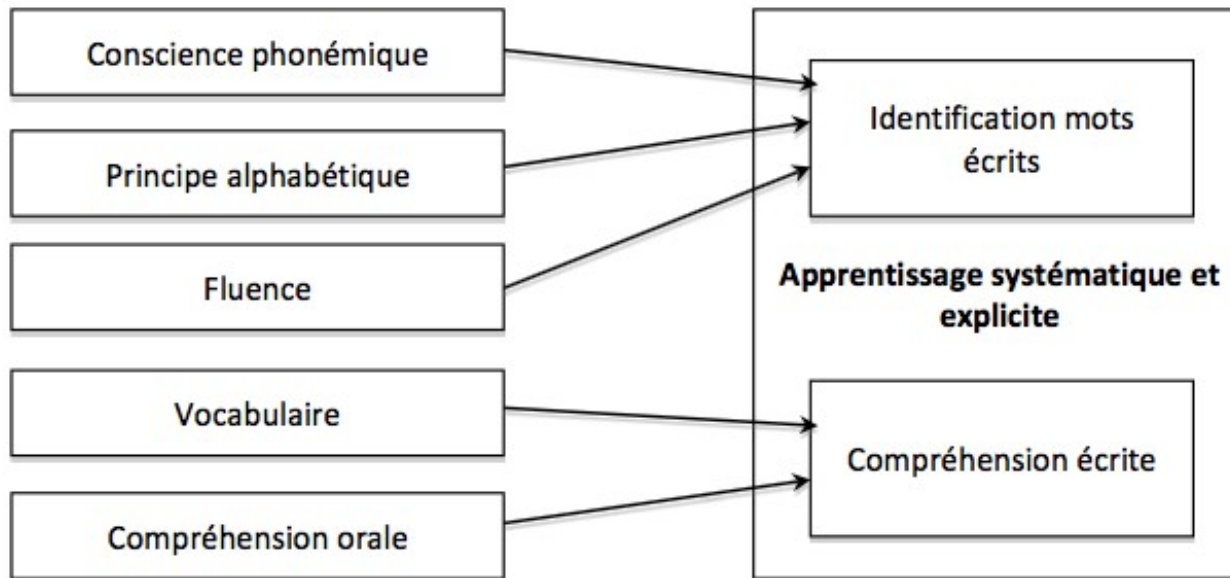 Conscience phonémique
Principe alphabétique
Fluence
Vocabulaire
Compréhension orale
Identification mots
écrits
Apprentissage systématique et
explicite
Compréhension écrite